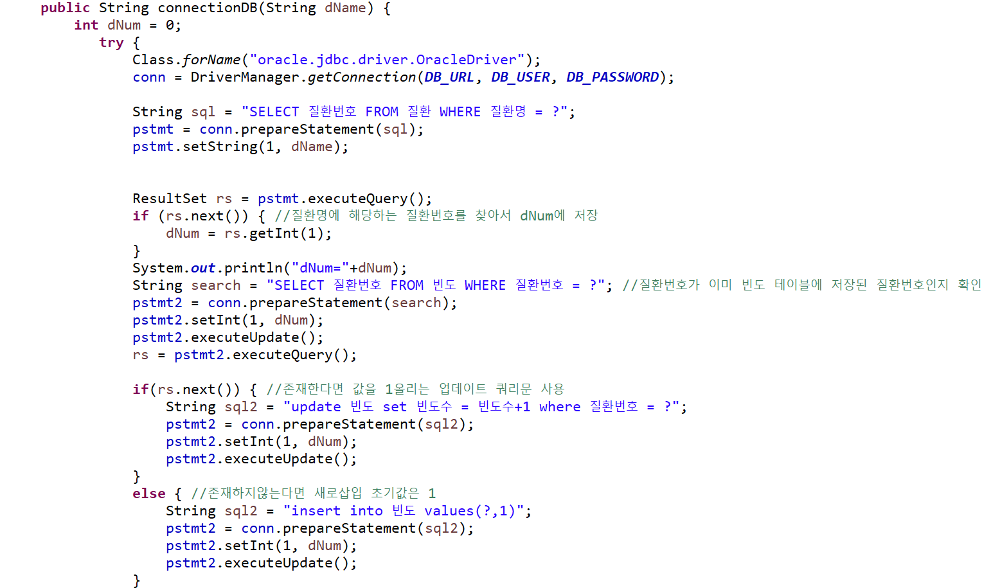 public String connectionDB(String dName) {
int dNum = 0;
try {
Class.forName("oracle.jdbc.driver.OracleDriver");
conn = DriverManager.getConnection(DB_URL, DB_USER, DB_PASSWORD);
String sql = "SELECT 질환번호 FROM 질환 WHERE 질환명 = ?";
pstmt = conn.prepareStatement(sql);
pstmt.setString(1, dName);
ResultSet rs = pstmt.executeQuery();
if (rs.next()) { //질환명에 해당하는 질환번호를 찾아서 dNum에 저장
dNum = rs.getInt(1);
}
System.out.println("dNum="+dNum);
String search = "SELECT 질환번호 FROM 빈도 WHERE 질환번호 = ?"; //질환번호가 이미 빈도 테이블에 저장된 질환번호인지 확인
pstmt2 = conn.prepareStatement(search);
pstmt2.setInt(1, dNum);
pstmt2.executeUpdate();
rs = pstmt2.executeQuery();
if(rs.next()) { //존재한다면 값을 1올리는 업데이트 쿼리문 사용
String sql2 = "update 빈도 set 빈도수 = 빈도수+1 where 질환번호 = ?";
pstmt2 = conn.prepareStatement(sql2);
pstmt2.setInt(1, dNum);
pstmt2.executeUpdate();
}
else { //존재하지않는다면 새로삽입 초기값은 1
String sql2 = "insert into 빈도 values(?,1)";
pstmt2 = conn.prepareStatement(sql2);
pstmt2.setInt(1, dNum);
pstmt2.executeUpdate();
}